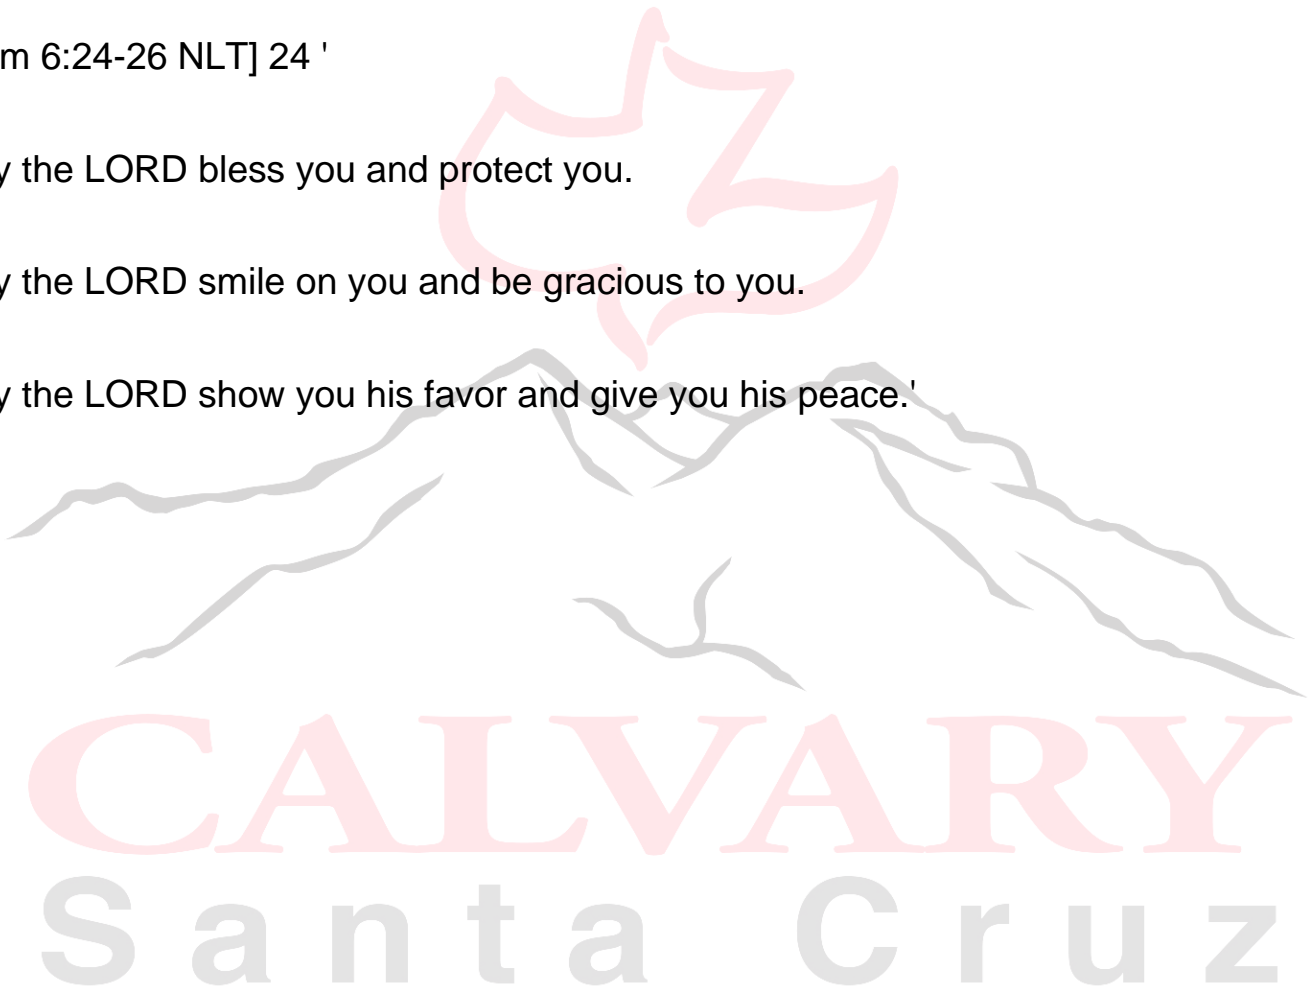 m 6:24-26 NLT] 24 '
y the LORD bless you and protect you.
y the LORD smile on you and be gracious to you.
y the LORD show you his favor and give you his peace.'
CALVARY
Santa Cruz